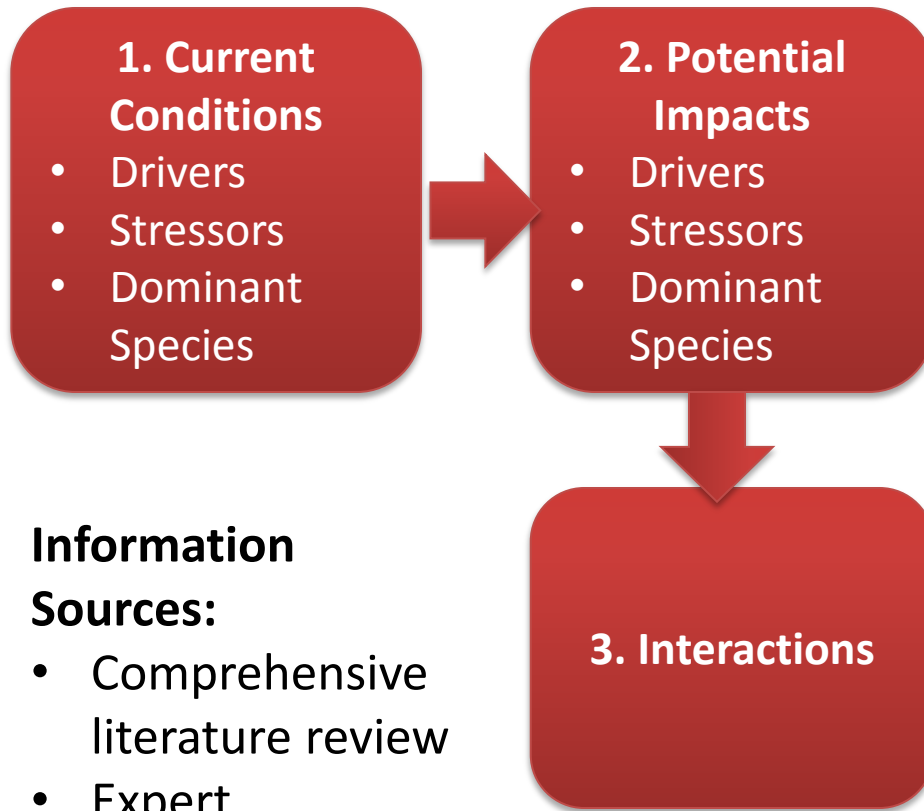 1. Current
Conditions
• Drivers
• Stressors
• Dominant
Species
2. Potential
Impacts
• Drivers
• Stressors
• Dominant
Species
3. Interactions
Information
Sources:
• Comprehensive
literature review
• Expert